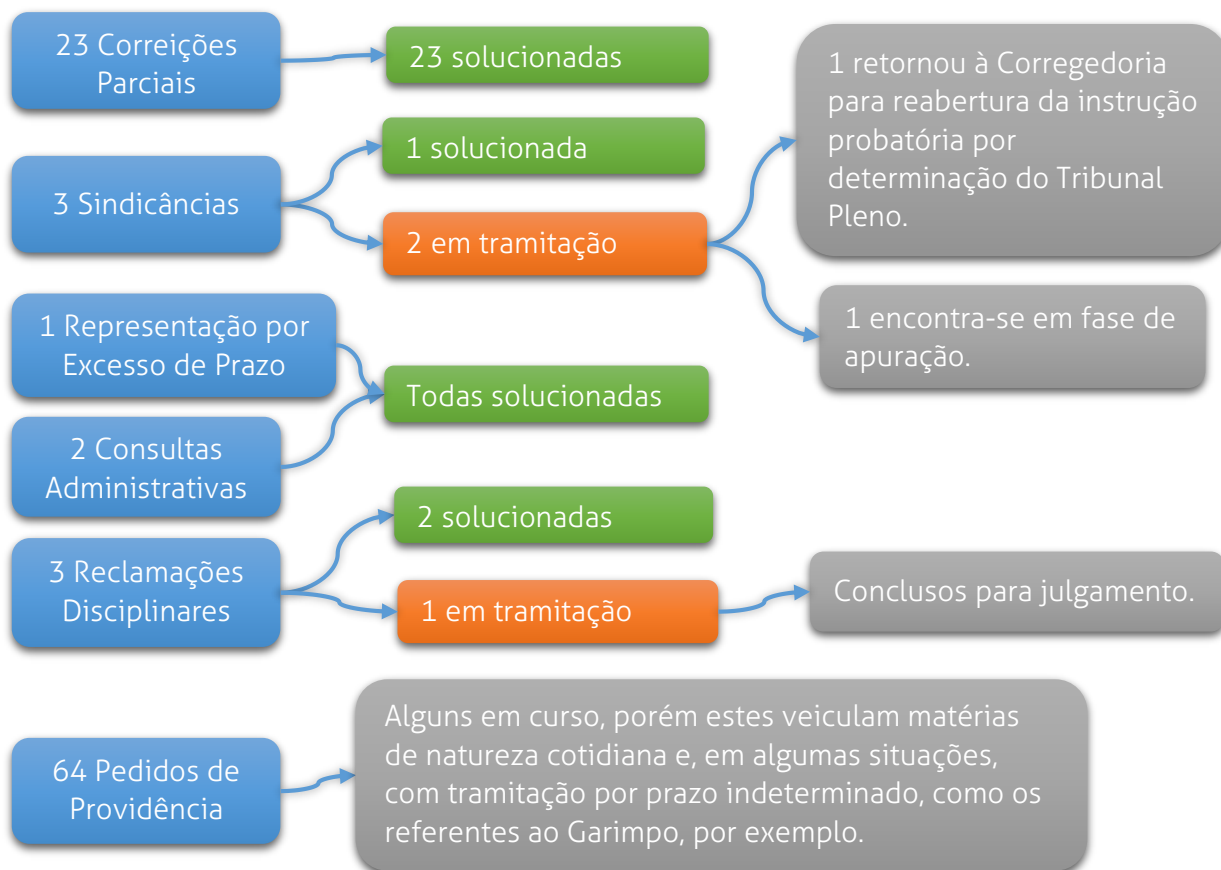 23 Correições
Parciais
23 solucionadas
3 Sindicâncias
1 solucionada
2 em tramitação
1 retornou à Corregedoria
para reabertura da instrução
probatória por
determinação do Tribunal
Pleno.
1 encontra-se em fase de
apuração.
1 Representação por
Excesso de Prazo
2 Consultas
Administrativas
Todas solucionadas
3 Reclamações
Disciplinares
2 solucionadas
1 em tramitação
Conclusos para julgamento.
64 Pedidos de
Providência
Alguns em curso, porém estes veiculam matérias
de natureza cotidiana e, em algumas situações,
com tramitação por prazo indeterminado, como os
referentes ao Garimpo, por exemplo.